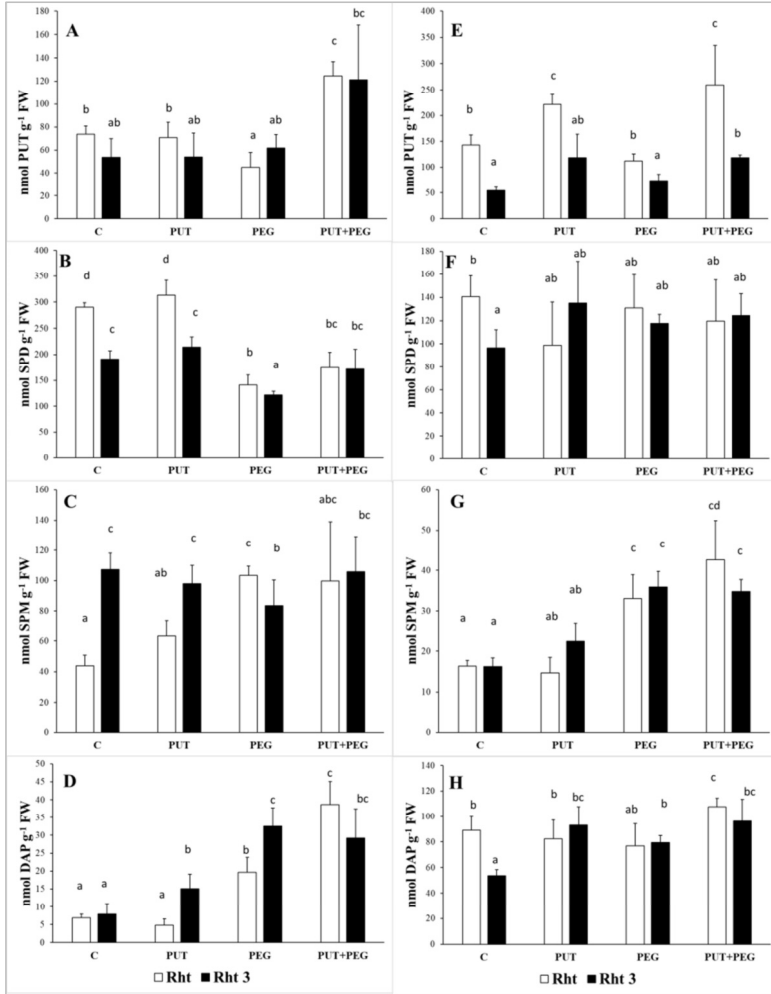 A
nmol PUT g-1 FW
180
160
140
120
100
80
60
40
20
0
b
ab
b
ab
a
ab
c
bc
C
PUT
PEG
PUT+PEG
E
nmol PUT g-1 FW
400
350
300
250
200
150
100
50
0
b
a
c
ab
b
a
c
b
C
PUT
PEG
PUT+PEG
B
nmol SPD g-1 FW
400
350
300
250
200
150
100
50
0
d
c
d
c
b
a
bc
bc
C
PUT
PEG
PUT+PEG
F
nmol SPD g-1 FW
180
160
140
120
100
80
60
40
20
0
b
a
ab
ab
ab
ab
ab
ab
C
PUT
PEG
PUT+PEG
C
nmol SPM g-1 FW
160
140
120
100
80
60
40
20
0
a
c
ab
c
c
b
abc
bc
C
PUT
PEG
PUT+PEG
G
nmol SPM g-1 FW
60
50
40
30
20
10
0
a
a
ab
ab
c
c
cd
c
C
PUT
PEG
PUT+PEG
D
nmol DAP g-1 FW
50
45
40
35
30
25
20
15
10
5
0
a
a
a
b
b
c
c
bc
C
PUT
PEG
PUT+PEG
H
nmol DAP g-1 FW
140
120
100
80
60
40
20
0
b
a
b
bc
ab
b
c
bc
C
PUT
PEG
PUT+PEG
Rht
Rht 3
Rht
Rht 3